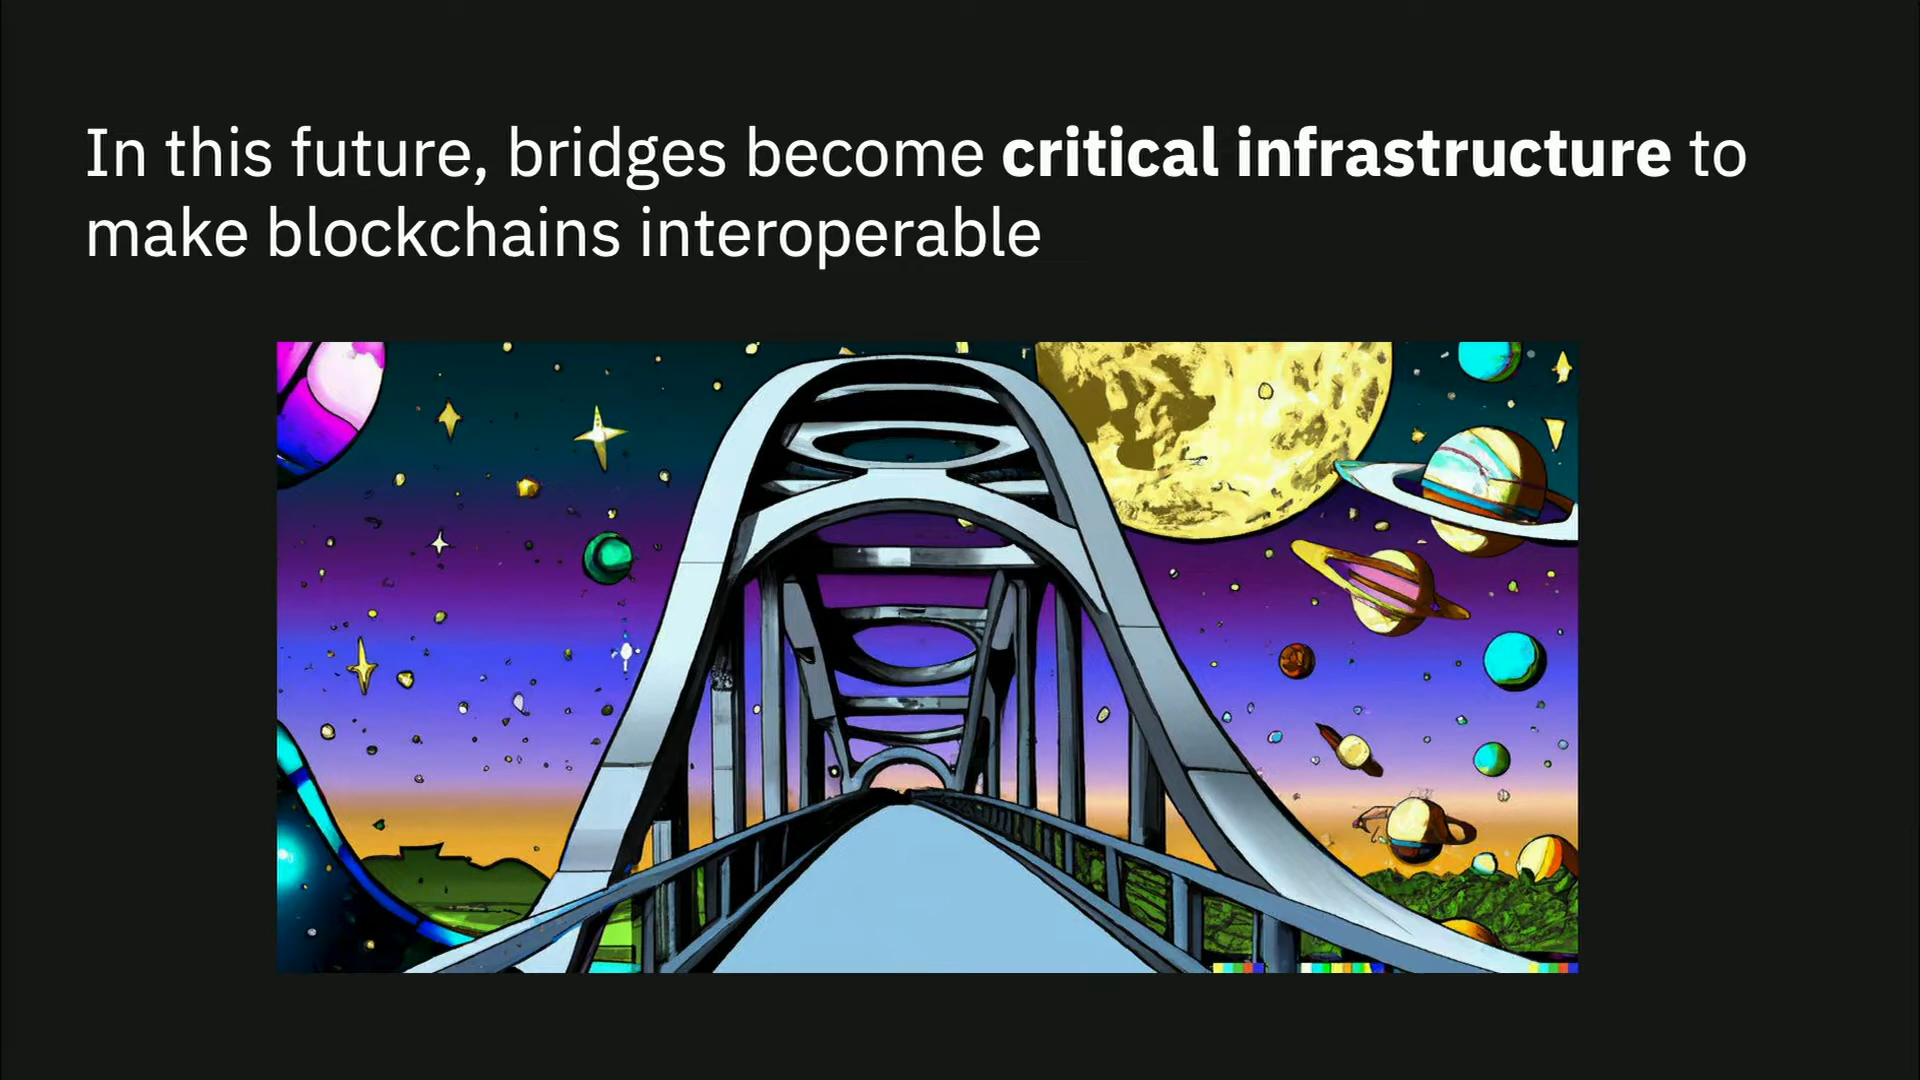 In this future, bridges become critical infrastructure to
make blockchains interoperable